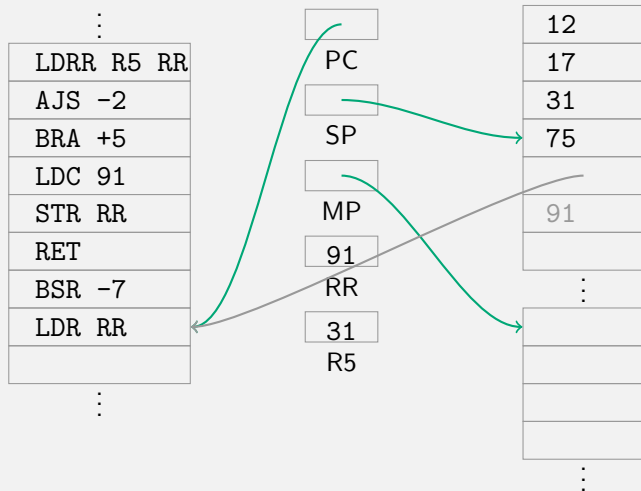 ⋮
LDRR R5 RR
AJS -2
BRA +5
LDC 91
STR RR
RET
BSR -7
LDR RR
⋮
PC
SP
MP
91
RR
31
R5
12
17
31
75
91
⋮
⋮